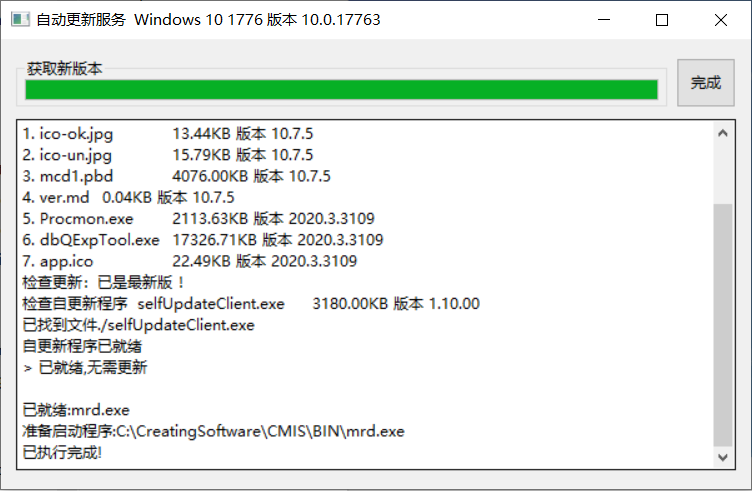 自动更新服务 Windows 10 1776 版本 10.0.17763
获取新版本
完成
1. ico-ok.jpg 13.44KB 版本 10.7.5
2. ico-un.jpg 15.79KB 版本 10.7.5
3. mcd1.pbd 4076.00KB 版本 10.7.5
4. ver.md 0.04KB 版本 10.7.5
5. Procmon.exe 2113.63KB 版本 2020.3.3109
6. dbQExpTool.exe 17326.71KB 版本 2020.3.3109
7. app.ico 22.49KB 版本 2020.3.3109
检查更新：已是最新版！
检查自更新程序 selfUpdateClient.exe 3180.00KB 版本 1.10.00
已找到文件./selfUpdateClient.exe
自更新程序已就绪
> 已就绪,无需更新
已就绪:mrd.exe
准备启动程序:C:\CreatingSoftware\CMIS\BIN\mrd.exe
已执行完成!